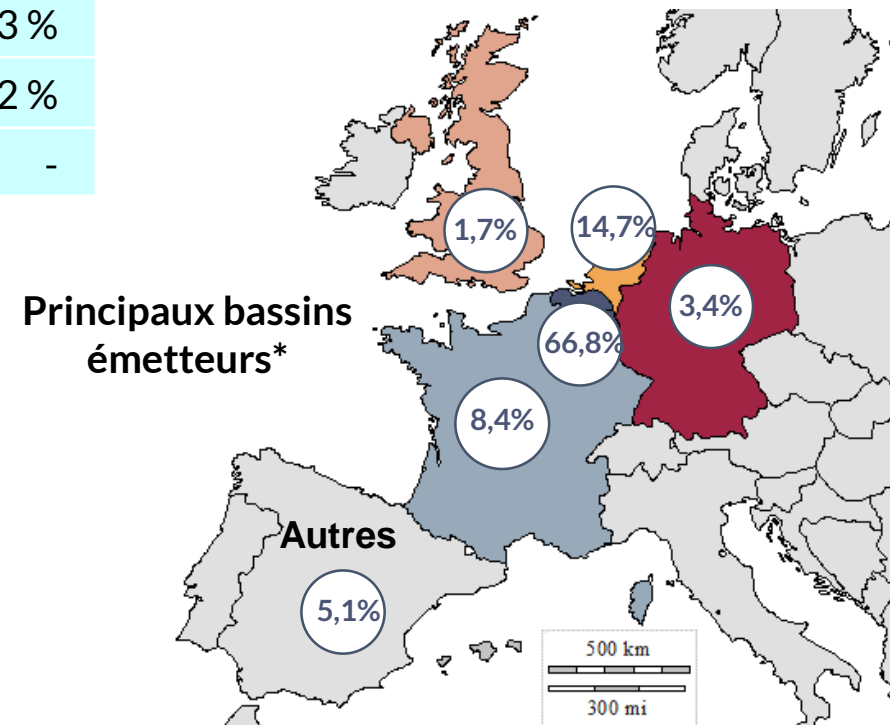 3 %
2 %
-
1,7%
14,7%
3,4%
Principaux bassins
émetteurs*
66,8%
8,4%
Autres
5,1%
500 km
300 mi